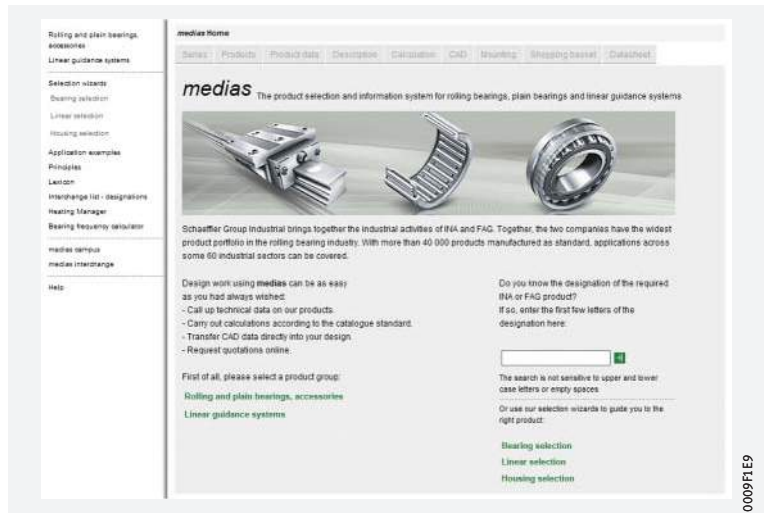 Rolling and plain bearings,
accessories
Linear guidance systems
Selection wizards
Bearing selection
Linear selection
Housing selection
Application examples
Principles
Lexicon
Interchange list - designations
Heating Manager
Bearing frequency calculator
medias campus
medias interchange
Help
medias Home
Series Products Product data Description Calculation CAD Mounting Shopping basket Datasheet
medias The product selection and information system for rolling bearings, plain bearings and linear guidance systems
Schaeffler Group Industrial brings together the industrial activities of INA and FAG. Together, the two companies have the widest
product portfolio in the rolling bearing industry. With more than 40 000 products manufactured as standard, applications across
some 60 industrial sectors can be covered.
Design work using medias can be as easy
as you had always wished:
- Call up technical data on our products.
- Carry out calculations according to the catalogue standard.
- Transfer CAD data directly into your design.
- Request quotations online.
First of all, please select a product group:
Rolling and plain bearings, accessories
Linear guidance systems
Do you know the designation of the required
INA or FAG product?
If so, enter the first few letters of the
designation here:
The search is not sensitive to upper and lower
case letters or empty spaces.
Or use our selection wizards to guide you to the
right product:
Bearing selection
Linear selection
Housing selection
0009F1E9